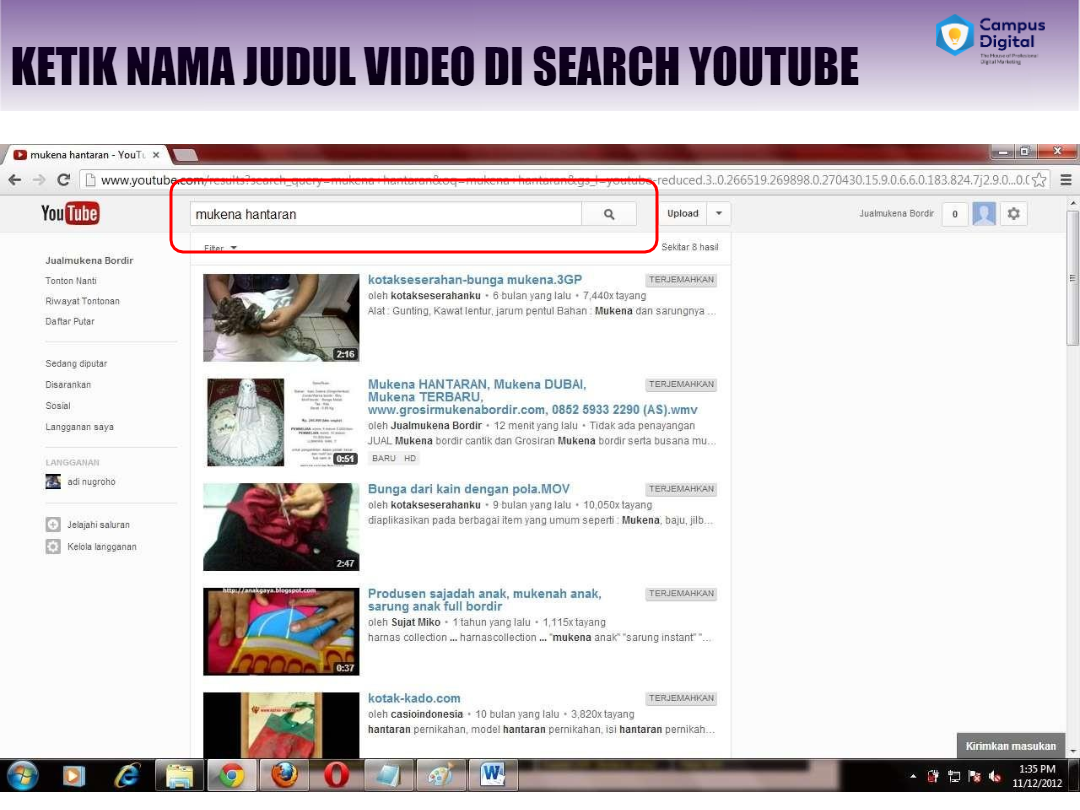 KETIK NAMA JUDUL VIDEO DI SEARCH YOUTUBE
Campus
Digital
The House of Professional
Digital Marketing
mukena hantaran - YouTu
www.youtube.com/results?search_query=mukena+hantaran&oq=mukena+hantaran&gs_l=youtube-reduced.3..0.266519.269898.0.270430.15.9.0.6.6.0.183.824.7j2.9.0...0.0
YouTube
mukena hantaran
Upload
Jualmukena Bordir
0
Filter
Sekitar 8 hasil
Jualmukena Bordir
Tonton Nanti
Riwayat Tontonan
Daftar Putar
Sedang diputar
Disarankan
Sosial
Langganan saya
LANGGANAN
adi nugroho
Jelajahi saluran
Kelola langganan
2:16
kotakseserahan-bunga mukena.3GP
TERJEMAHKAN
oleh kotakseserahanku • 6 bulan yang lalu • 7,440x tayang
Alat : Gunting, Kawat lentur, jarum pentul Bahan : Mukena dan sarungnya ...
0:51
Mukena HANTARAN, Mukena DUBAI,
TERJEMAHKAN
Mukena TERBARU,
www.grosirmukenabordir.com, 0852 5933 2290 (AS).wmv
oleh Jualmukena Bordir • 12 menit yang lalu • Tidak ada penayangan
JUAL Mukena bordir cantik dan Grosiran Mukena bordir serta busana mu...
BARU HD
2:47
Bunga dari kain dengan pola.MOV
TERJEMAHKAN
oleh kotakseserahanku • 9 bulan yang lalu • 10,050x tayang
diaplikasikan pada berbagai item yang umum seperti : Mukena, baju, jilb...
http://anakgaya.blogspot.com
0:37
Produsen sajadah anak, mukenah anak,
TERJEMAHKAN
sarung anak full bordir
oleh Sujat Miko • 1 tahun yang lalu • 1,115x tayang
harnas collection ... harnascollection ... "mukena anak" "sarung instant" "...
kotak-kado.com
TERJEMAHKAN
oleh casioindonesia • 10 bulan yang lalu • 3,820x tayang
hantaran pernikahan, model hantaran pernikahan, isi hantaran pernikah...
Kirimkan masukan
1:35 PM
11/12/2012